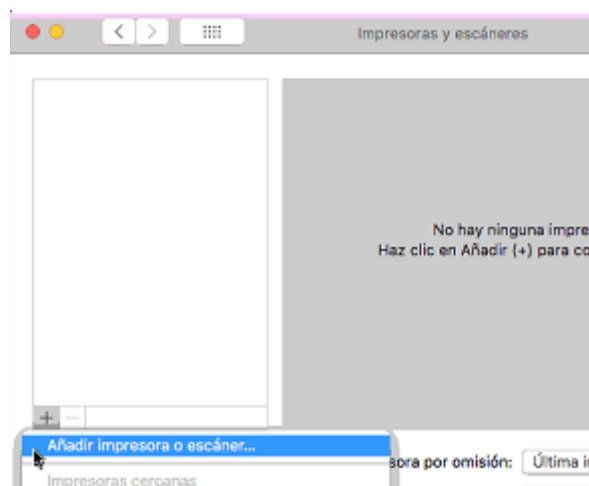 Impresoras y escáneres
No hay ninguna impre
Haz clic en Añadir (+) para co
Añadir impresora o escáner...
sora por omisión: Última i
Impresoras cercanas